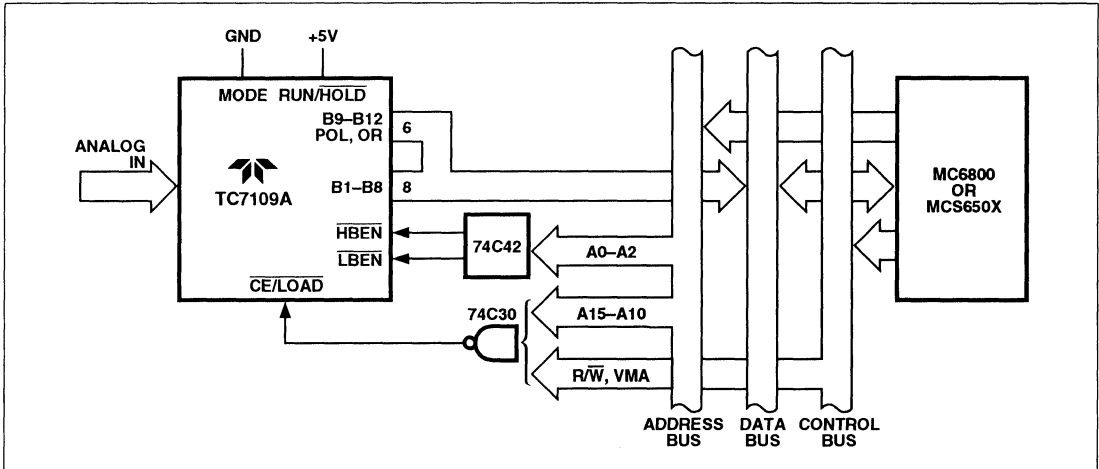 GND +5V
MODE RUN/HOLD
B9–B12
POL, OR 6
ANALOG
IN
TC7109A
B1–B8 8
HBEN
LBEN
CE/LOAD
74C42
A0–A2
74C30
A15–A10
R/W, VMA
MC6800
OR
MCS650X
ADDRESS
BUS
DATA
BUS
CONTROL
BUS